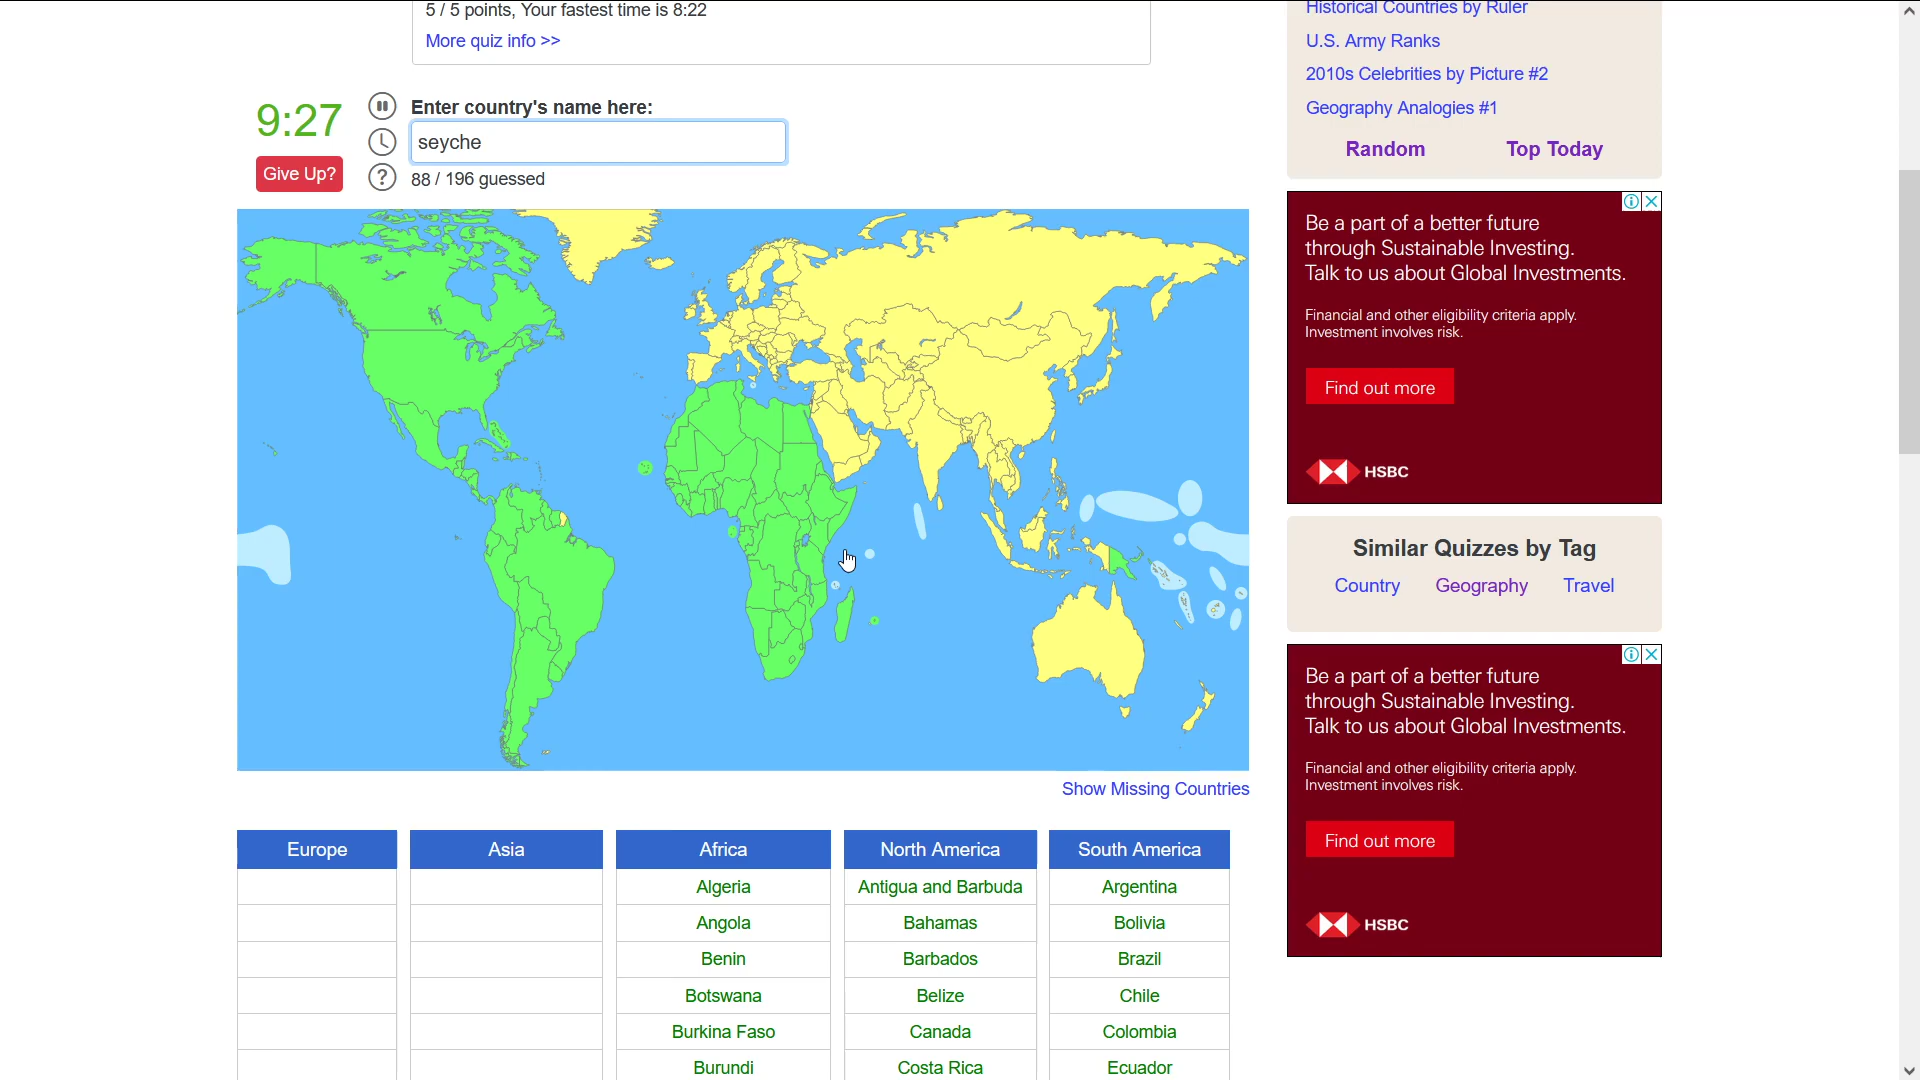 5 / 5 points, Your fastest time is 8:22
More quiz info >>
9:27
Give Up?
Enter country's name here:
seyche
88 / 196 guessed
Show Missing Countries
Europe
Asia
Africa
North America
South America
Algeria
Antigua and Barbuda
Argentina
Angola
Bahamas
Bolivia
Benin
Barbados
Brazil
Botswana
Belize
Chile
Burkina Faso
Canada
Colombia
Burundi
Costa Rica
Ecuador
Historical Countries by Ruler
U.S. Army Ranks
2010s Celebrities by Picture #2
Geography Analogies #1
Random
Top Today
Be a part of a better future
through Sustainable Investing.
Talk to us about Global Investments.
Financial and other eligibility criteria apply.
Investment involves risk.
Find out more
HSBC
Similar Quizzes by Tag
Country
Geography
Travel
Be a part of a better future
through Sustainable Investing.
Talk to us about Global Investments.
Financial and other eligibility criteria apply.
Investment involves risk.
Find out more
HSBC